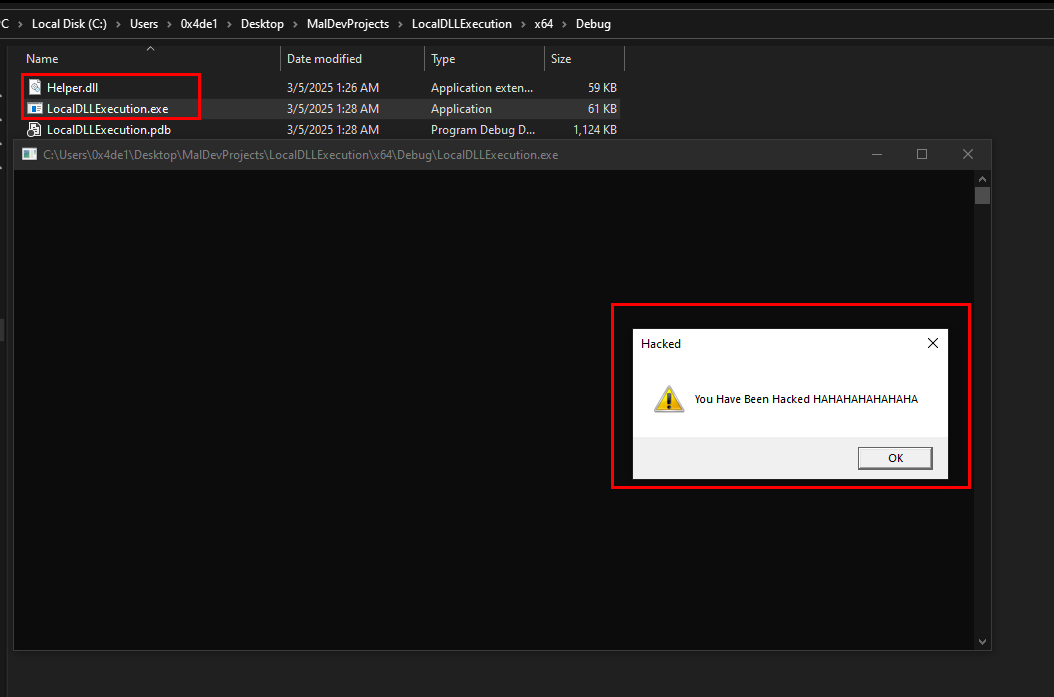 C > Local Disk (C:) > Users > 0x4de1 > Desktop > MalDevProjects > LocalDLLExecution > x64 > Debug
Name Date modified Type Size
Helper.dll 3/5/2025 1:26 AM Application exten... 59 KB
LocalDLLExecution.exe 3/5/2025 1:28 AM Application 61 KB
LocalDLLExecution.pdb 3/5/2025 1:28 AM Program Debug D... 1,124 KB
C:\Users\0x4de1\Desktop\MalDevProjects\LocalDLLExecution\x64\Debug\LocalDLLExecution.exe
Hacked
You Have Been Hacked HAHAHAHAHAHAHA
OK